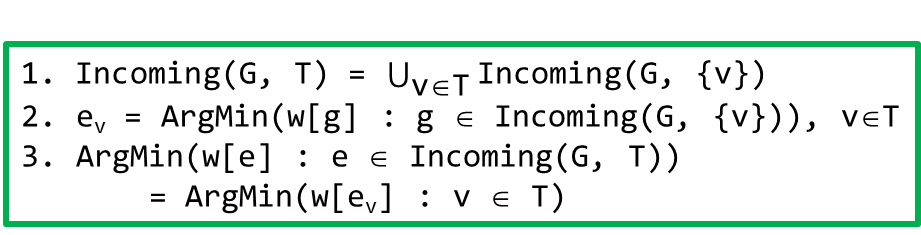 1. Incoming(G, T) = ∪v∈T Incoming(G, {v})
2. ev = ArgMin(w[g] : g ∈ Incoming(G, {v})), v∈T
3. ArgMin(w[e] : e ∈ Incoming(G, T))
= ArgMin(w[ev] : v ∈ T)